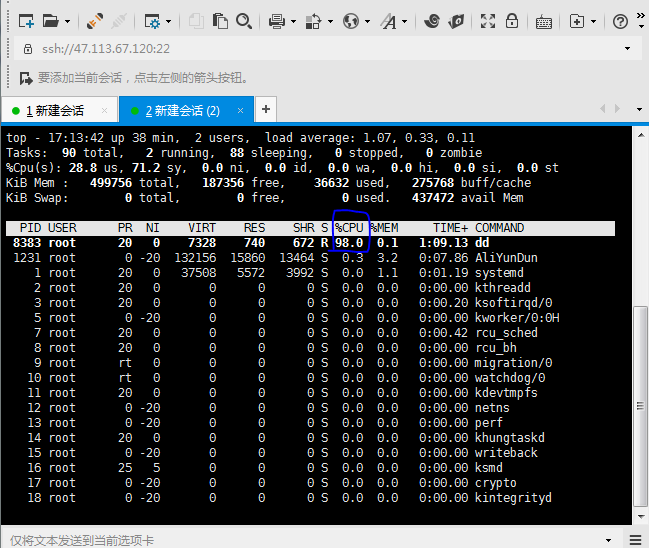 ssh://47.113.67.120:22
要添加当前会话，点击左侧的箭头按钮。
1 新建会话
2 新建会话 (2)
top - 17:13:42 up 38 min,  2 users,  load average: 1.07, 0.33, 0.11
Tasks:  90 total,   2 running,  88 sleeping,   0 stopped,   0 zombie
%Cpu(s): 28.8 us, 71.2 sy,  0.0 ni,  0.0 id,  0.0 wa,  0.0 hi,  0.0 si,  0.0 st
KiB Mem :   499756 total,   187356 free,    36632 used,   275768 buff/cache
KiB Swap:        0 total,        0 free,        0 used.   437472 avail Mem
PID USER PR NI VIRT RES SHR S %CPU %MEM TIME+ COMMAND
8383 root 20 0 7328 740 672 R 98.0 0.1 1:09.13 dd
1231 root 0 -20 132156 15860 13464 S 0.3 3.2 0:07.86 AliYunDun
1 root 20 0 37508 5572 3992 S 0.0 1.1 0:01.19 systemd
2 root 20 0 0 0 0 S 0.0 0.0 0:00.00 kthreadd
3 root 20 0 0 0 0 S 0.0 0.0 0:00.20 ksoftirqd/0
5 root 0 -20 0 0 0 S 0.0 0.0 0:00.00 kworker/0:0H
7 root 20 0 0 0 0 S 0.0 0.0 0:00.42 rcu_sched
8 root 20 0 0 0 0 S 0.0 0.0 0:00.00 rcu_bh
9 root rt 0 0 0 0 S 0.0 0.0 0:00.00 migration/0
10 root rt 0 0 0 0 S 0.0 0.0 0:00.00 watchdog/0
11 root 20 0 0 0 0 S 0.0 0.0 0:00.00 kdevtmpfs
12 root 0 -20 0 0 0 S 0.0 0.0 0:00.00 netns
13 root 0 -20 0 0 0 S 0.0 0.0 0:00.00 perf
14 root 20 0 0 0 0 S 0.0 0.0 0:00.00 khungtaskd
15 root 0 -20 0 0 0 S 0.0 0.0 0:00.00 writeback
16 root 25 5 0 0 0 S 0.0 0.0 0:00.00 ksmd
17 root 0 -20 0 0 0 S 0.0 0.0 0:00.00 crypto
18 root 0 -20 0 0 0 S 0.0 0.0 0:00.00 kintegrityd
仅将文本发送到当前选项卡